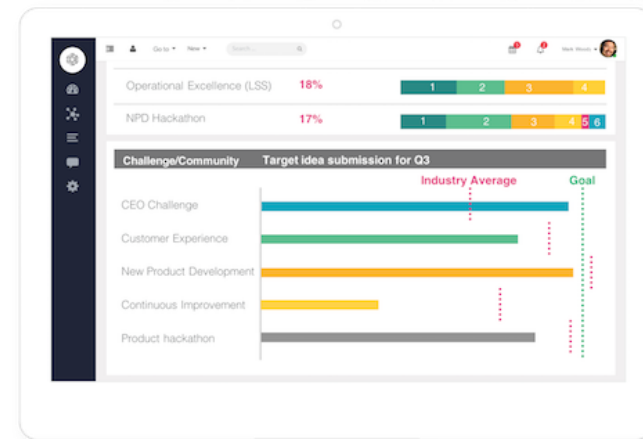 Go to New Search ... Mark Woods
Operational Excellence (LSS) 18% 1 2 3 4
NPD Hackathon 17% 1 2 3 4 5 6
Challenge/Community Target idea submission for Q3
Industry Average Goal
CEO Challenge
Customer Experience
New Product Development
Continuous Improvement
Product hackathon